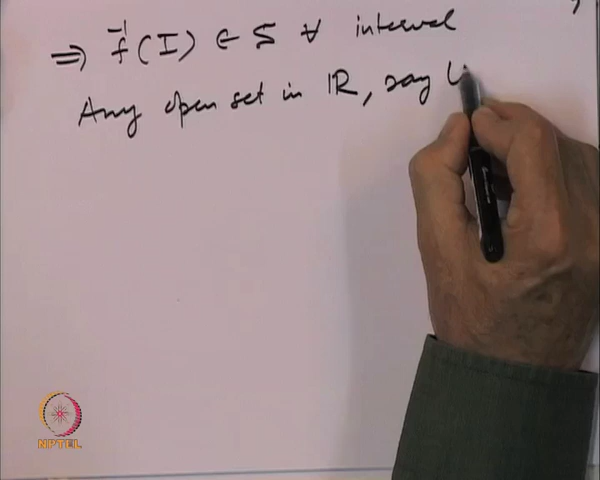 ⇒ f⁻¹(I) ∈ S ∀ interval
Any open set in ℝ, say U
NPTEL